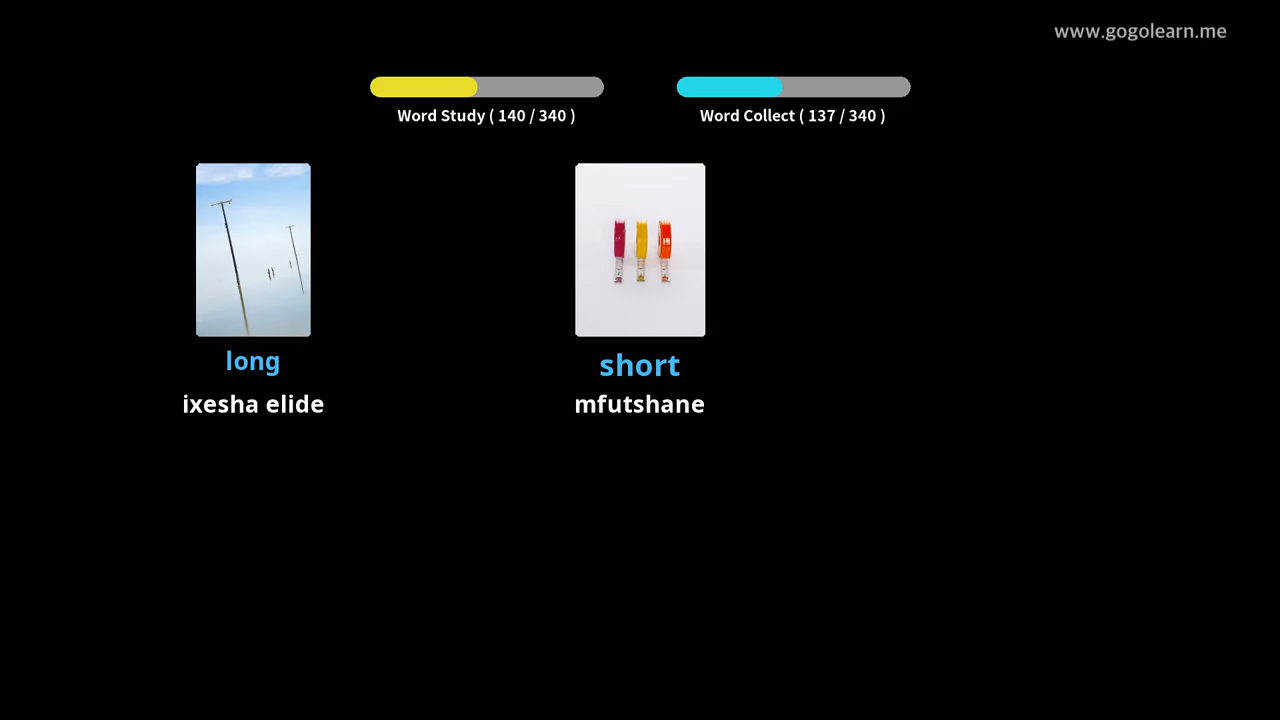 www.gogolearn.me
Word Study ( 140 / 340 )
Word Collect ( 137 / 340 )
long
ixesha elide
short
mfutshane